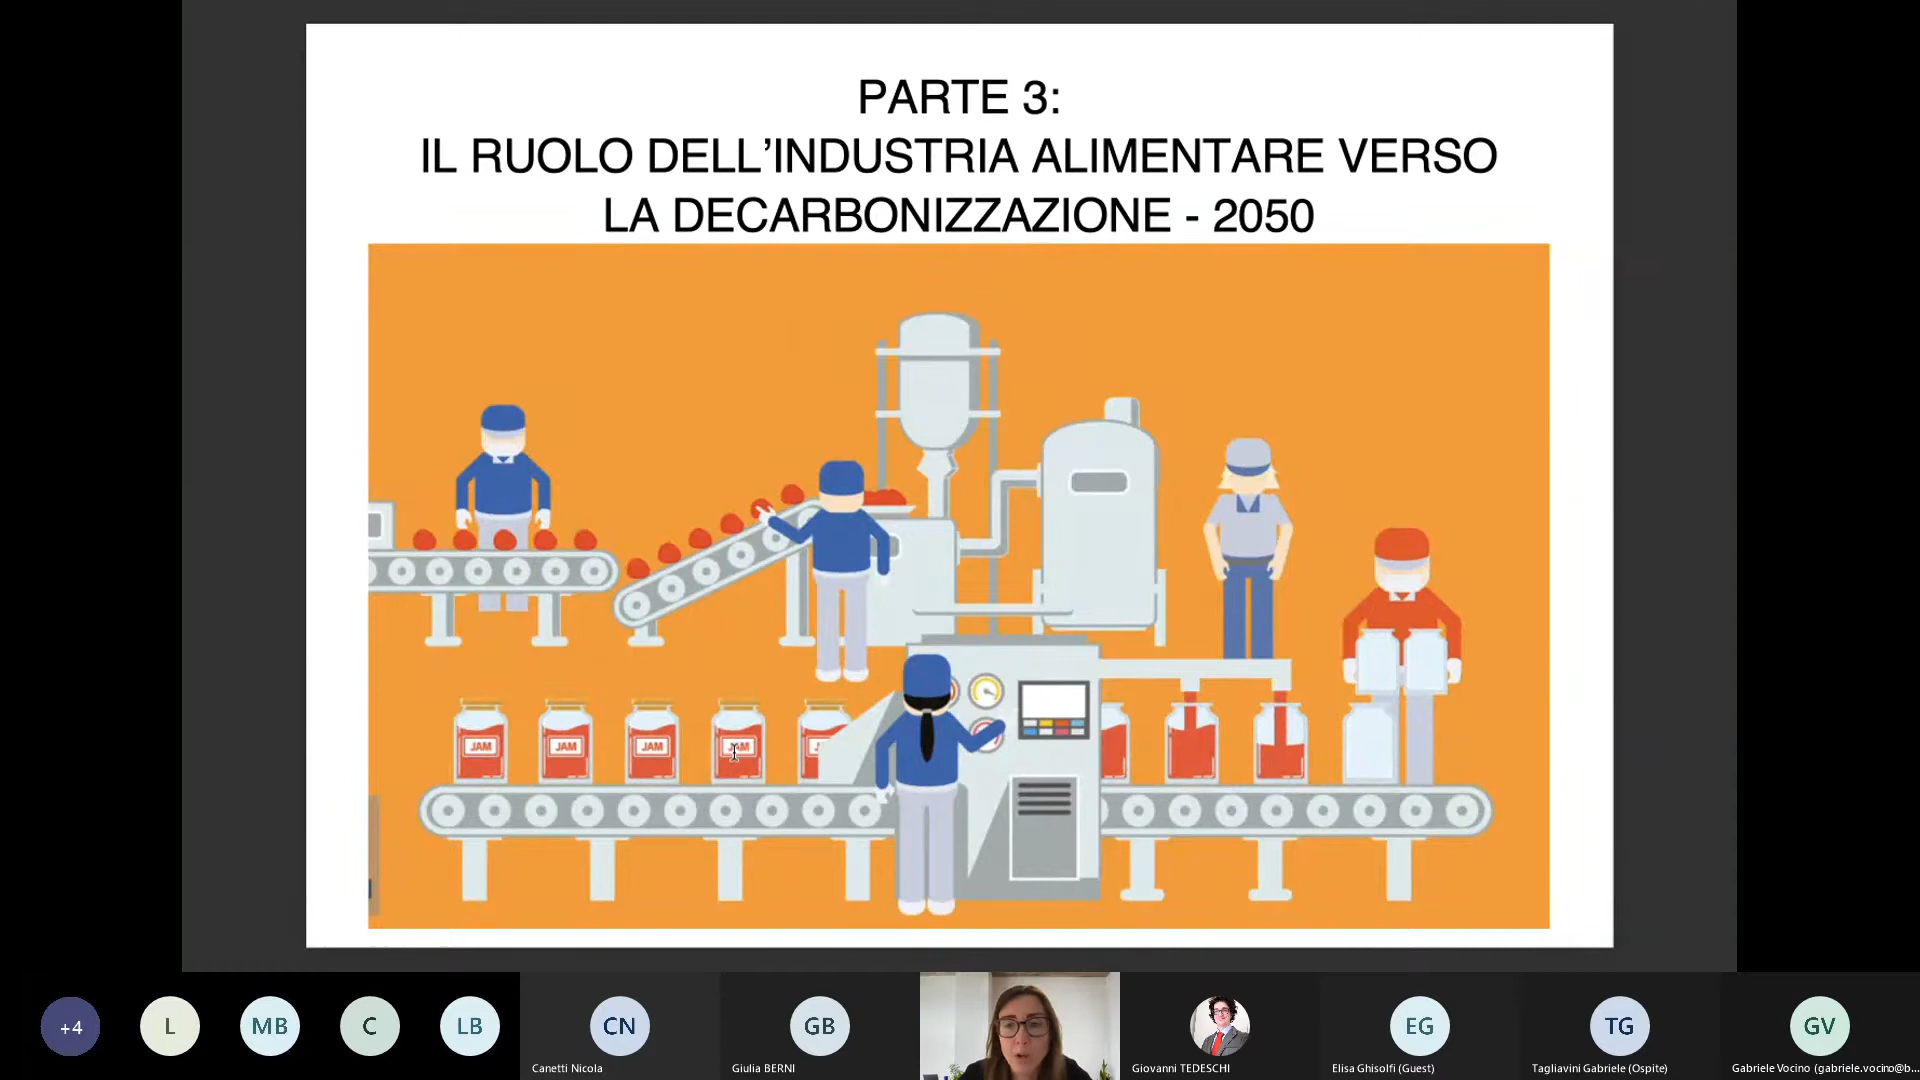 PARTE 3:
IL RUOLO DELL’INDUSTRIA ALIMENTARE VERSO
LA DECARBONIZZAZIONE - 2050
JAM
JAM
JAM
JAM
+4
L
MB
C
LB
CN
GB
EG
TG
GV
Canetti Nicola
Giulia BERNI
Giovanni TEDESCHI
Elisa Ghisolfi (Guest)
Tagliavini Gabriele (Ospite)
Gabriele Vocino (gabriele.vocino@b...